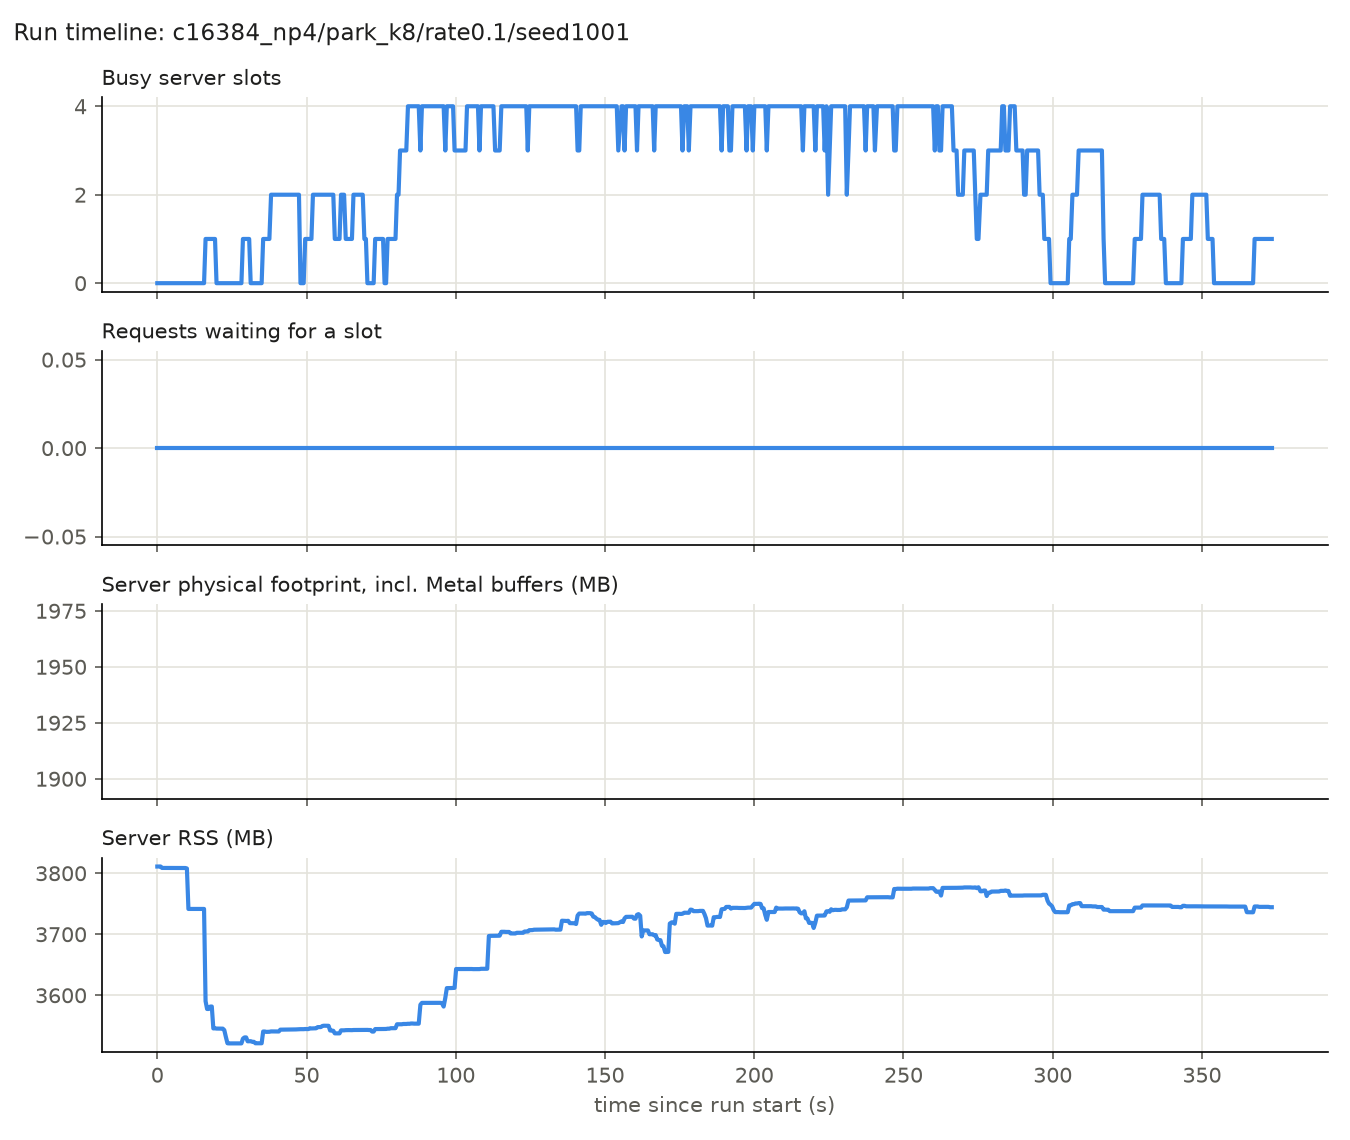 Run timeline: c16384_np4/park_k8/rate0.1/seed1001
Busy server slots
4
2
0
Requests waiting for a slot
0.05
0.00
−0.05
Server physical footprint, incl. Metal buffers (MB)
1975
1950
1925
1900
Server RSS (MB)
3800
3700
3600
0 50 100 150 200 250 300 350
time since run start (s)